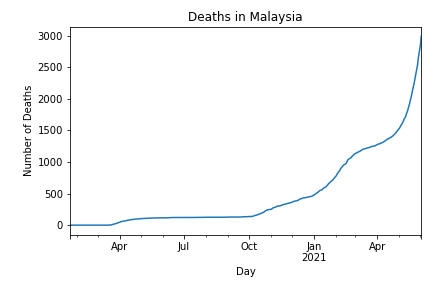 Deaths in Malaysia
Number of Deaths
3000
2500
2000
1500
1000
500
0
Apr
Jul
Oct
Jan
2021
Apr
Day